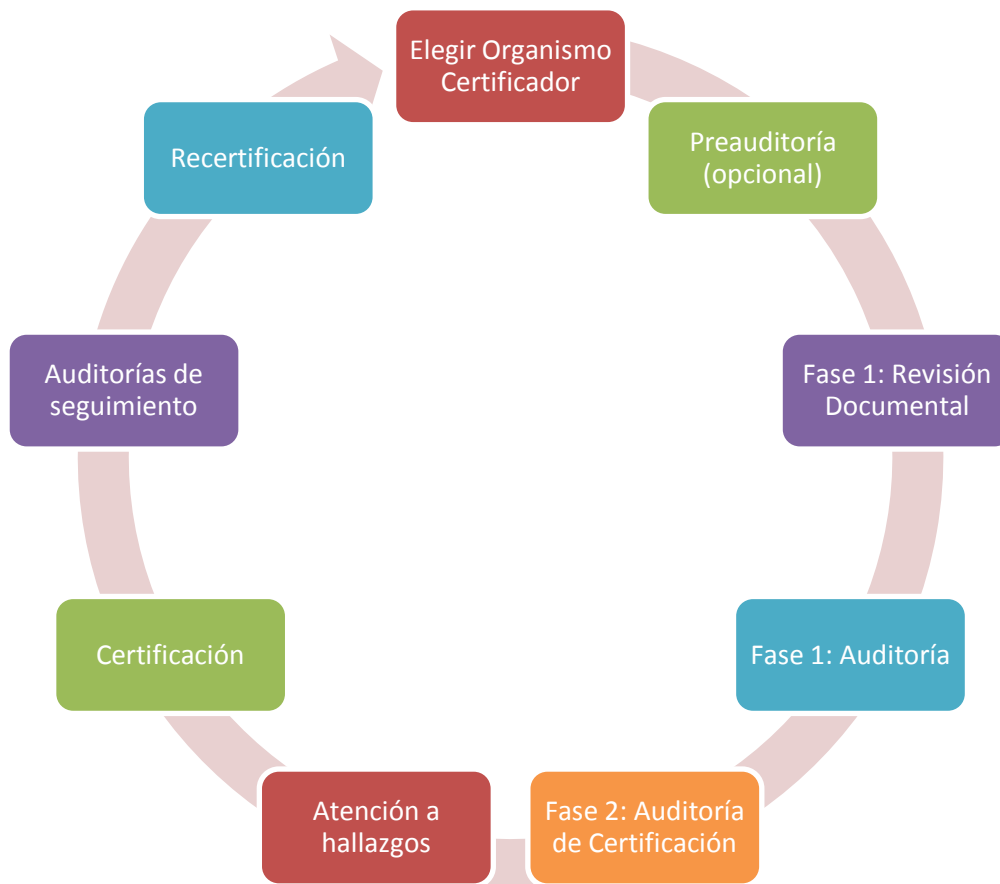 Elegir Organismo
Certificador
Preauditoría
(opcional)
Fase 1: Revisión
Documental
Fase 1: Auditoría
Fase 2: Auditoría
de Certificación
Atención a
hallazgos
Certificación
Auditorías de
seguimiento
Recertificación